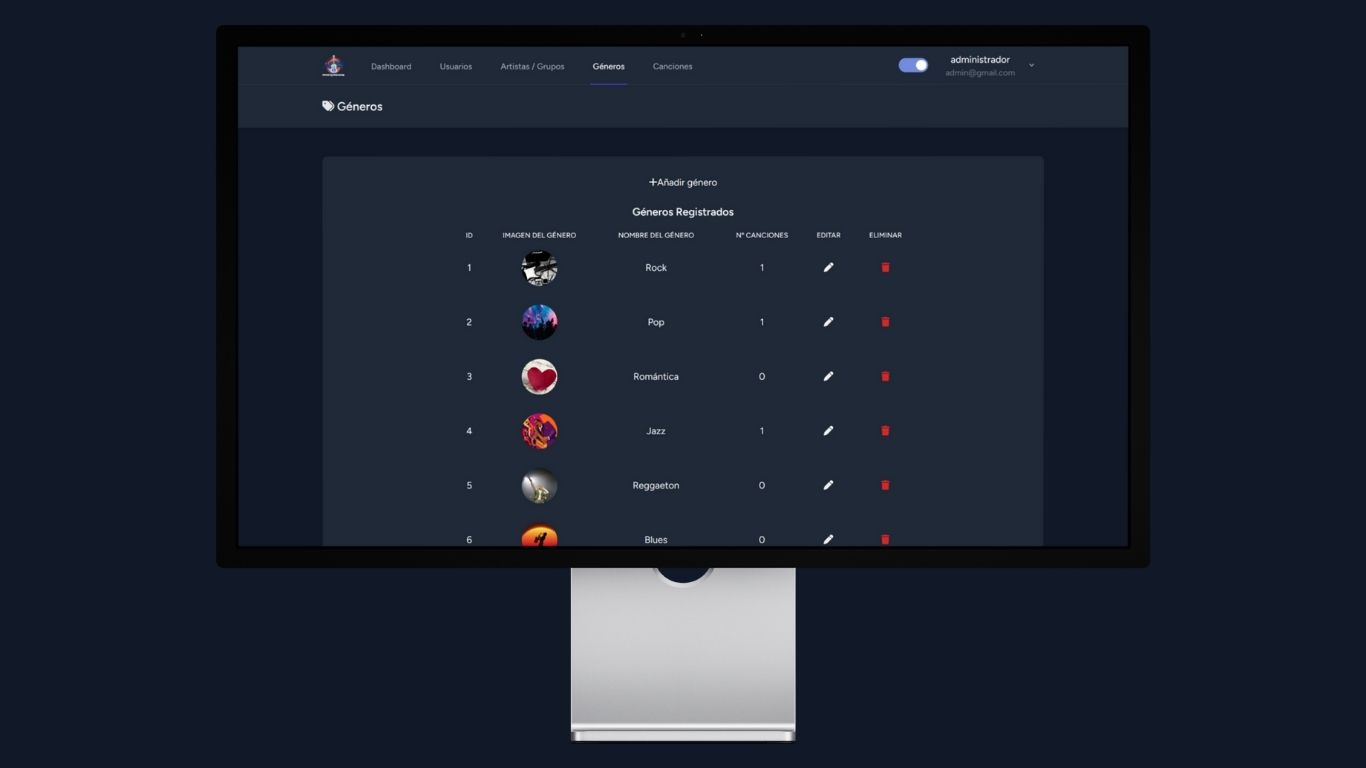 Dashboard Usuarios Artistas / Grupos Géneros Canciones administrador
admin@gmail.com
Géneros
+Añadir género
Géneros Registrados
ID IMAGEN DEL GÉNERO NOMBRE DEL GÉNERO Nº CANCIONES EDITAR ELIMINAR
1 Rock 1
2 Pop 1
3 Romántica 0
4 Jazz 1
5 Reggaeton 0
6 Blues 0